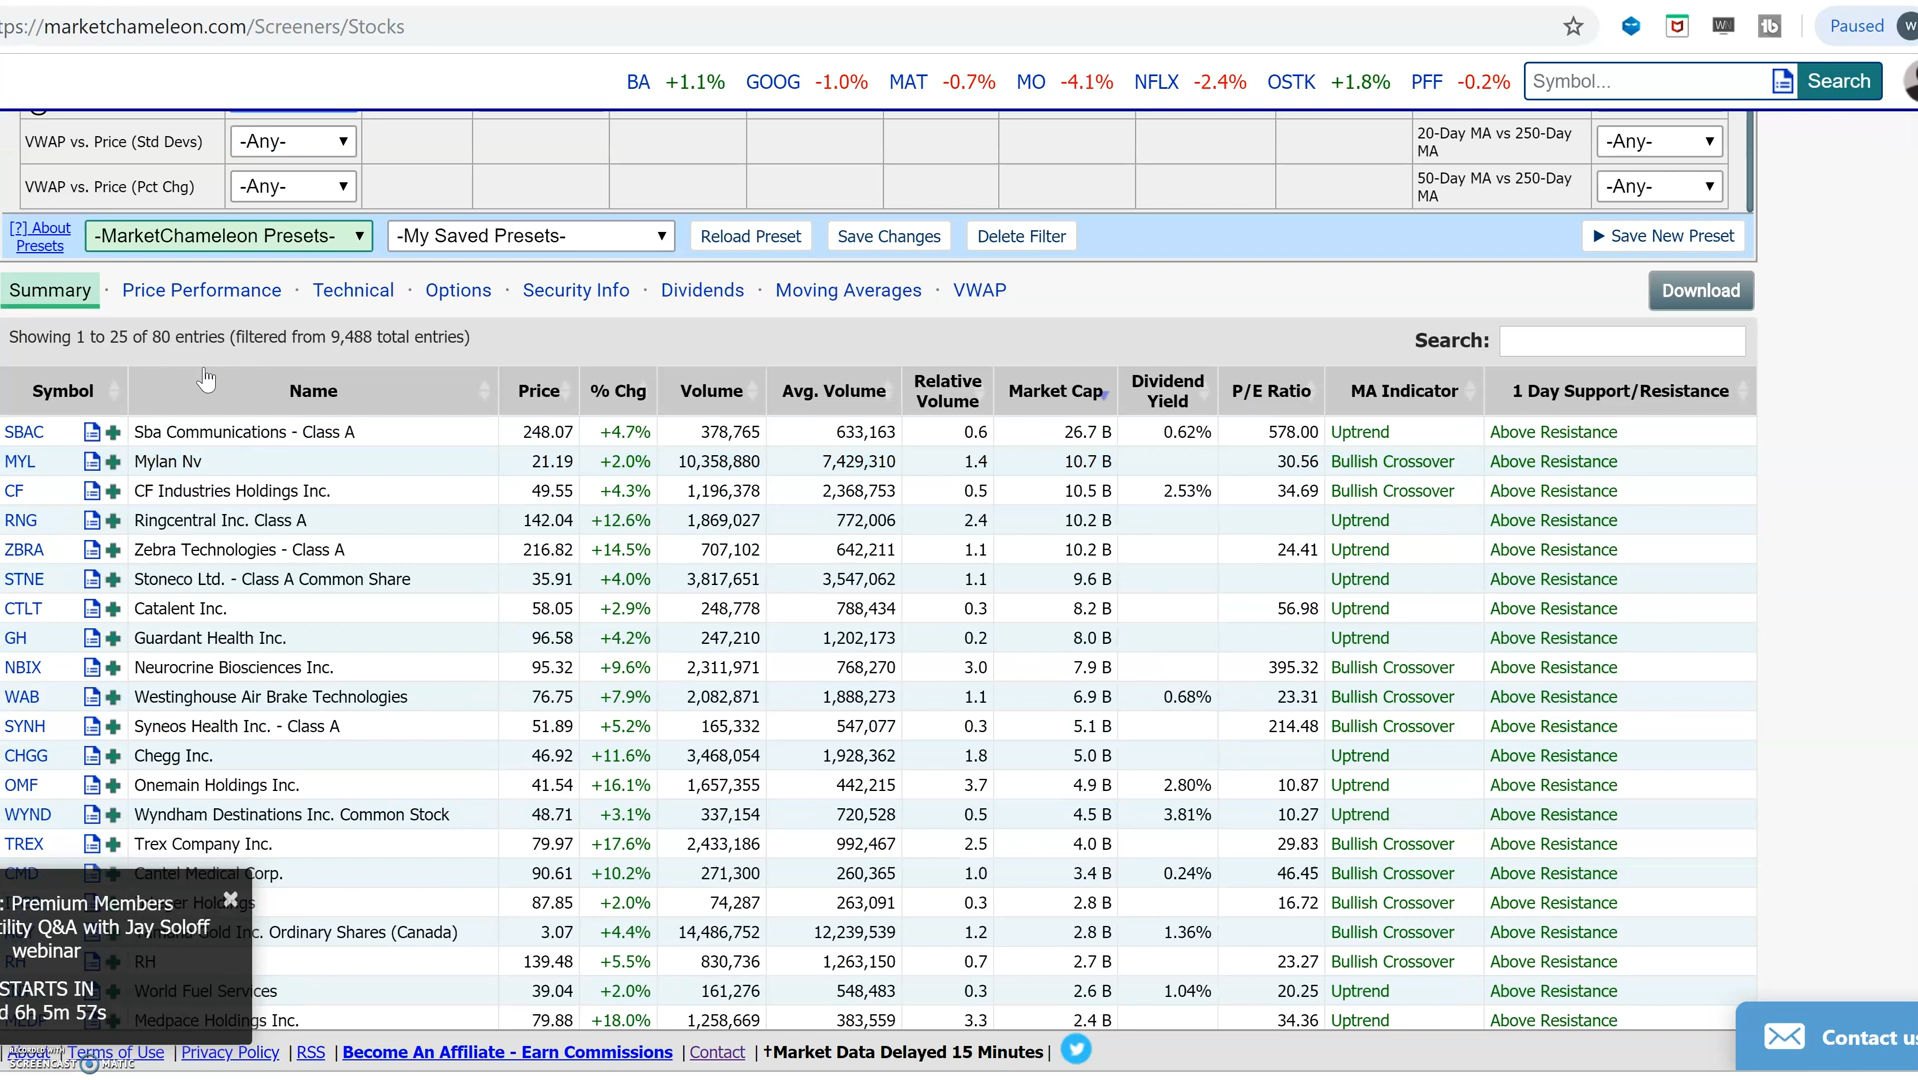 tps://marketchameleon.com/Screeners/Stocks
Paused
W
BA +1.1% GOOG -1.0% MAT -0.7% MO -4.1% NFLX -2.4% OSTK +1.8% PFF -0.2% Symbol... Search
VWAP vs. Price (Std Devs) -Any- 20-Day MA vs 250-Day MA -Any-
VWAP vs. Price (Pct Chg) -Any- 50-Day MA vs 250-Day MA -Any-
[?] About Presets -MarketChameleon Presets- -My Saved Presets- Reload Preset Save Changes Delete Filter Save New Preset
Summary · Price Performance · Technical · Options · Security Info · Dividends · Moving Averages · VWAP Download
Showing 1 to 25 of 80 entries (filtered from 9,488 total entries) Search:
Symbol Name Price % Chg Volume Avg. Volume Relative Volume Market Cap Dividend Yield P/E Ratio MA Indicator 1 Day Support/Resistance
SBAC Sba Communications - Class A 248.07 +4.7% 378,765 633,163 0.6 26.7 B 0.62% 578.00 Uptrend Above Resistance
MYL Mylan Nv 21.19 +2.0% 10,358,880 7,429,310 1.4 10.7 B 30.56 Bullish Crossover Above Resistance
CF CF Industries Holdings Inc. 49.55 +4.3% 1,196,378 2,368,753 0.5 10.5 B 2.53% 34.69 Bullish Crossover Above Resistance
RNG Ringcentral Inc. Class A 142.04 +12.6% 1,869,027 772,006 2.4 10.2 B Uptrend Above Resistance
ZBRA Zebra Technologies - Class A 216.82 +14.5% 707,102 642,211 1.1 10.2 B 24.41 Uptrend Above Resistance
STNE Stoneco Ltd. - Class A Common Share 35.91 +4.0% 3,817,651 3,547,062 1.1 9.6 B Uptrend Above Resistance
CTLT Catalent Inc. 58.05 +2.9% 248,778 788,434 0.3 8.2 B 56.98 Uptrend Above Resistance
GH Guardant Health Inc. 96.58 +4.2% 247,210 1,202,173 0.2 8.0 B Uptrend Above Resistance
NBIX Neurocrine Biosciences Inc. 95.32 +9.6% 2,311,971 768,270 3.0 7.9 B 395.32 Bullish Crossover Above Resistance
WAB Westinghouse Air Brake Technologies 76.75 +7.9% 2,082,871 1,888,273 1.1 6.9 B 0.68% 23.31 Bullish Crossover Above Resistance
SYNH Syneos Health Inc. - Class A 51.89 +5.2% 165,332 547,077 0.3 5.1 B 214.48 Bullish Crossover Above Resistance
CHGG Chegg Inc. 46.92 +11.6% 3,468,054 1,928,362 1.8 5.0 B Uptrend Above Resistance
OMF Onemain Holdings Inc. 41.54 +16.1% 1,657,355 442,215 3.7 4.9 B 2.80% 10.87 Uptrend Above Resistance
WYND Wyndham Destinations Inc. Common Stock 48.71 +3.1% 337,154 720,528 0.5 4.5 B 3.81% 10.27 Uptrend Above Resistance
TREX Trex Company Inc. 79.97 +17.6% 2,433,186 992,467 2.5 4.0 B 29.83 Bullish Crossover Above Resistance
CMD Cantel Medical Corp. 90.61 +10.2% 271,300 260,365 1.0 3.4 B 0.24% 46.45 Bullish Crossover Above Resistance
87.85 +2.0% 74,287 263,091 0.3 2.8 B 16.72 Bullish Crossover Above Resistance
Gold Inc. Ordinary Shares (Canada) 3.07 +4.4% 14,486,752 12,239,539 1.2 2.8 B 1.36% Bullish Crossover Above Resistance
RH RH 139.48 +5.5% 830,736 1,263,150 0.7 2.7 B 23.27 Bullish Crossover Above Resistance
World Fuel Services 39.04 +2.0% 161,276 548,483 0.3 2.6 B 1.04% 20.25 Uptrend Above Resistance
MEDP Medpace Holdings Inc. 79.88 +18.0% 1,258,669 383,559 3.3 2.4 B 34.36 Uptrend Above Resistance
: Premium Members
tility Q&A with Jay Soloff
webinar
STARTS IN
d 6h 5m 57s
About | Terms of Use | Privacy Policy | RSS | Become An Affiliate - Earn Commissions | Contact | †Market Data Delayed 15 Minutes |
RECORDED WITH
SCREENCAST MATIC
Contact us